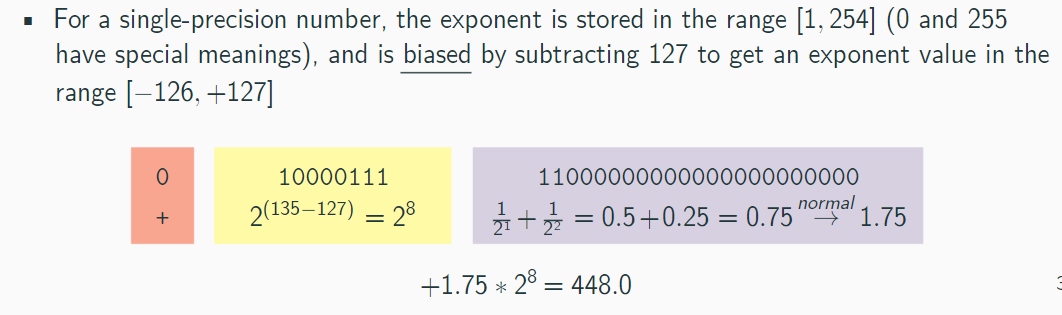 ▪ For a single-precision number, the exponent is stored in the range [1, 254] (0 and 255
have special meanings), and is biased by subtracting 127 to get an exponent value in the
range [−126, +127]
0 10000111 11000000000000000000000
+ 2^(135−127) = 2^8 1/2^1 + 1/2^2 = 0.5+0.25 = 0.75 normal→ 1.75
+1.75 ∗ 2^8 = 448.0